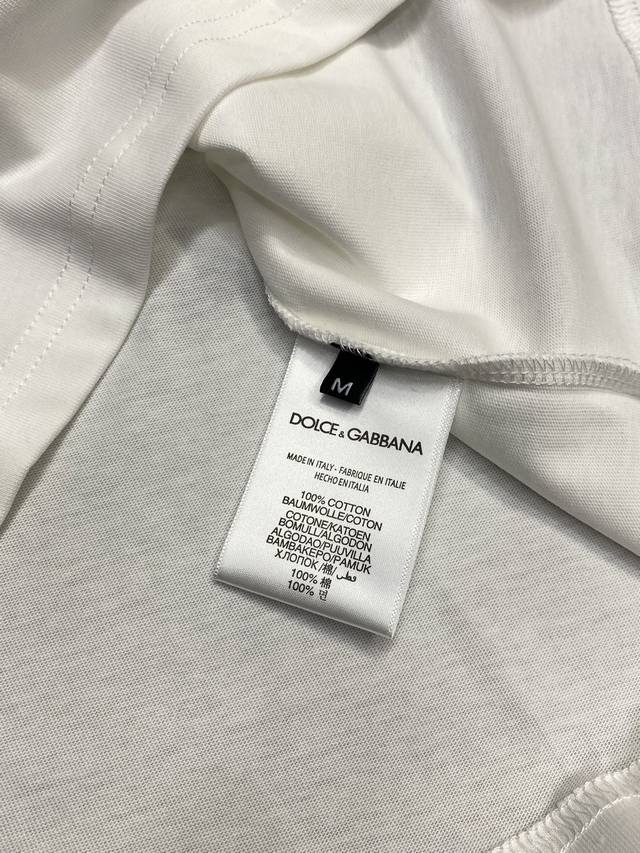 M
DOLCE & GABBANA
MADE IN ITALY - FABRIQUE EN ITALIE
HECHO EN ITALIA
100% COTTON
BAUMWOLLE/COTON
COTONE/KATOEN
BOMULL/ALGODÓN
ALGODAO/PUUVILLA
BAMBAKEPO/PAMUK
ХЛОПОК/棉/قطن
100% 棉
100% 면